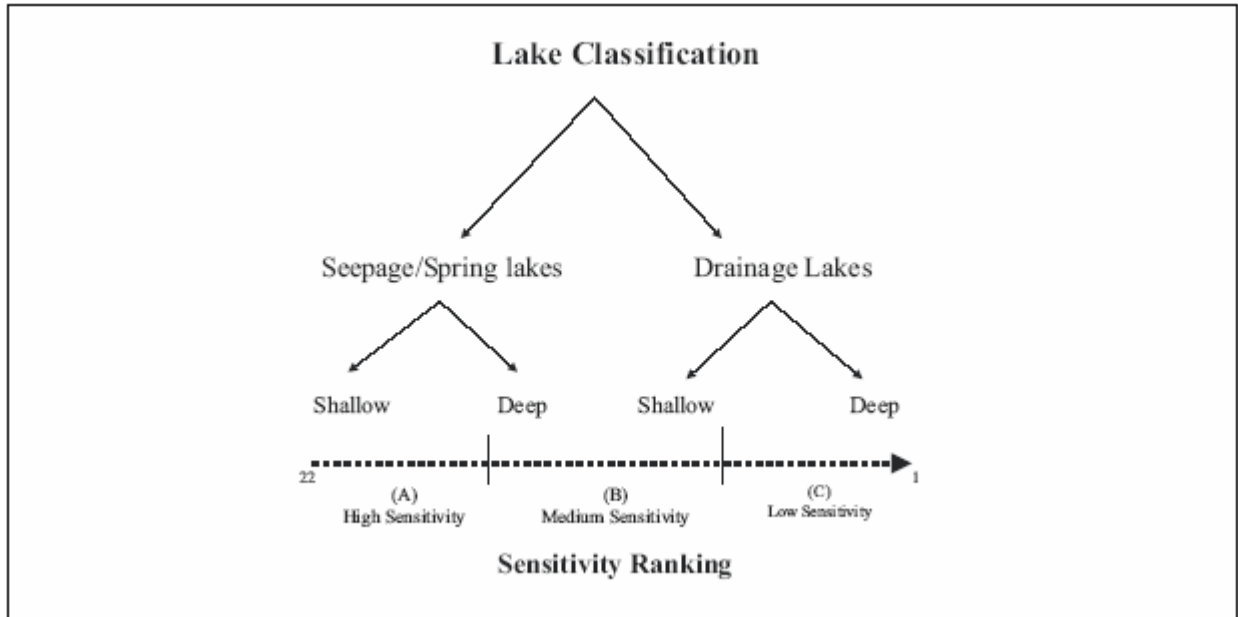 Lake Classification
Seepage/Spring lakes Drainage Lakes
Shallow Deep Shallow Deep
22 1
(A) (B) (C)
High Sensitivity Medium Sensitivity Low Sensitivity
Sensitivity Ranking